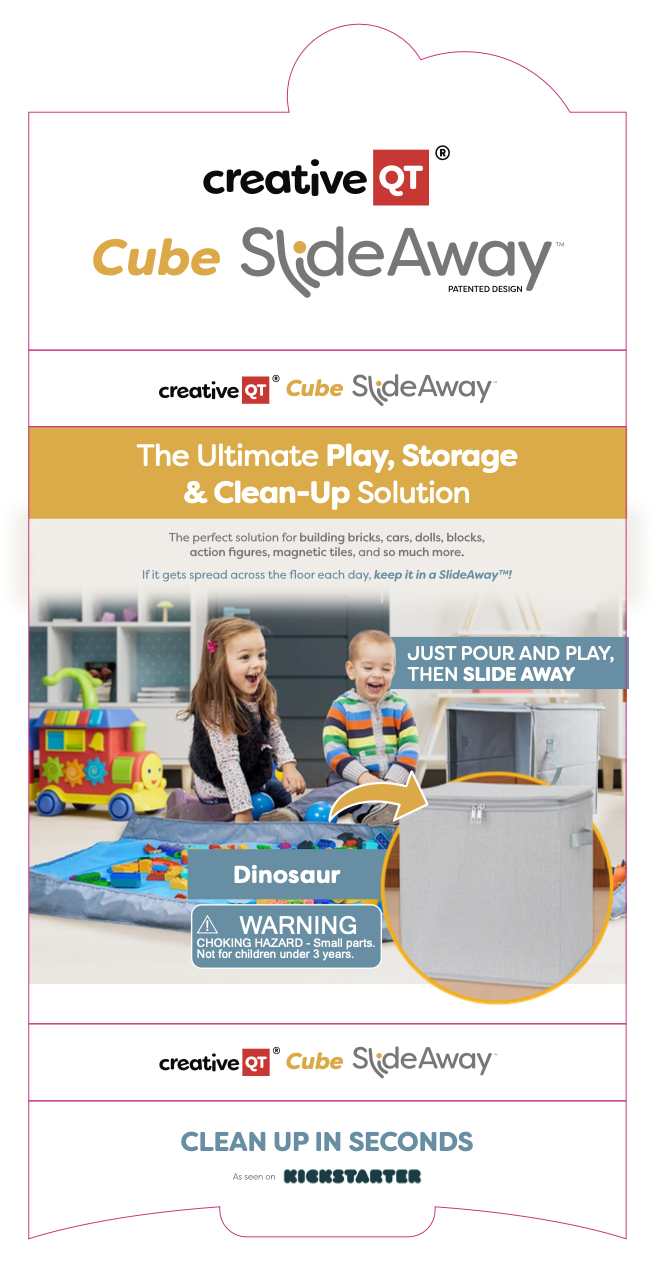 creative QT®
Cube SlideAway™
PATENTED DESIGN
creative QT® Cube SlideAway™
The Ultimate Play, Storage
& Clean-Up Solution
The perfect solution for building bricks, cars, dolls, blocks,
action figures, magnetic tiles, and so much more.
If it gets spread across the floor each day, keep it in a SlideAway™!
JUST POUR AND PLAY,
THEN SLIDE AWAY
Dinosaur
WARNING
CHOKING HAZARD - Small parts.
Not for children under 3 years.
creative QT® Cube SlideAway™
CLEAN UP IN SECONDS
As seen on KICKSTARTER